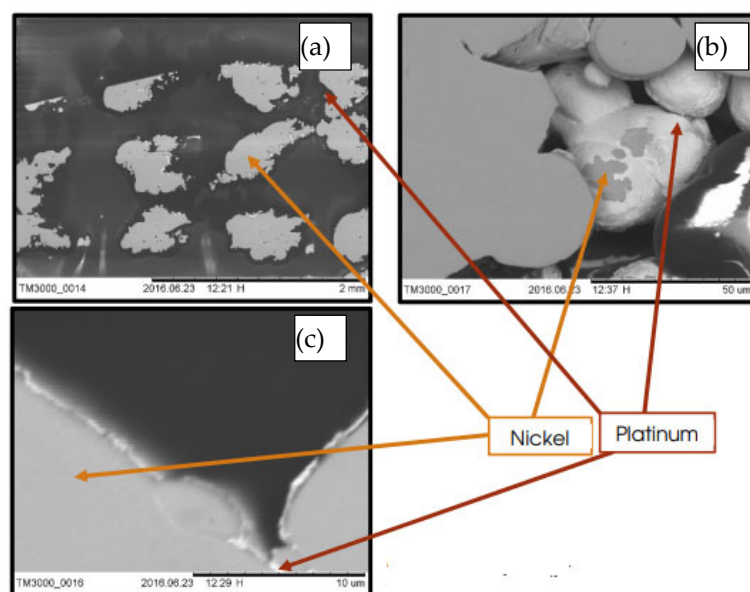 (a)
TM3000_0014 2016.06.23 12:21 H 2 mm
(b)
TM3000_0017 2016.06.23 12:37 H 50 um
(c)
TM3000_0016 2016.06.23 12:29 H 10 um
Nickel
Platinum